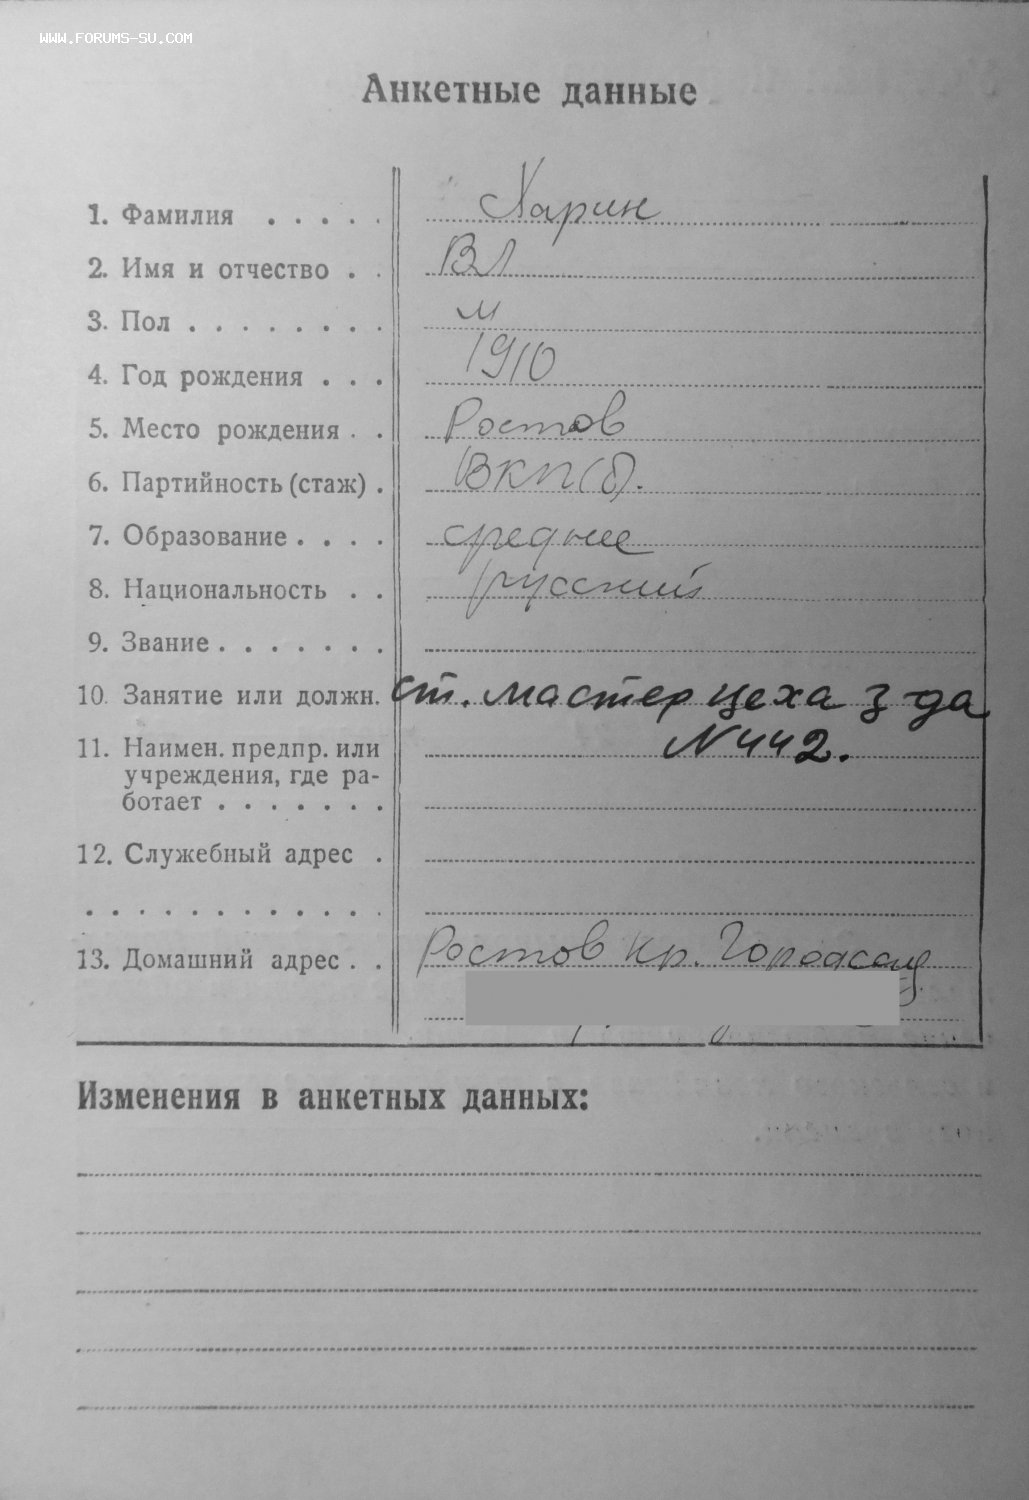 WWW.FORUMS-SU.COM
Анкетные данные
1. Фамилия . . . . . Харин
2. Имя и отчество . . Вл
3. Пол . . . . . . . . м
4. Год рождения . . . 1910
5. Место рождения . . Ростов
6. Партийность (стаж) . ВКП(б).
7. Образование . . . . среднее
8. Национальность . . русский
9. Звание . . . . . . .
10. Занятие или должн. ст. мастер цеха з-да
11. Наимен. предпр. или N 442.
учреждения, где ра-
ботает . . . . . . .
12. Служебный адрес .
. . . . . . . . . . . .
13. Домашний адрес . . Ростов
Изменения в анкетных данных: